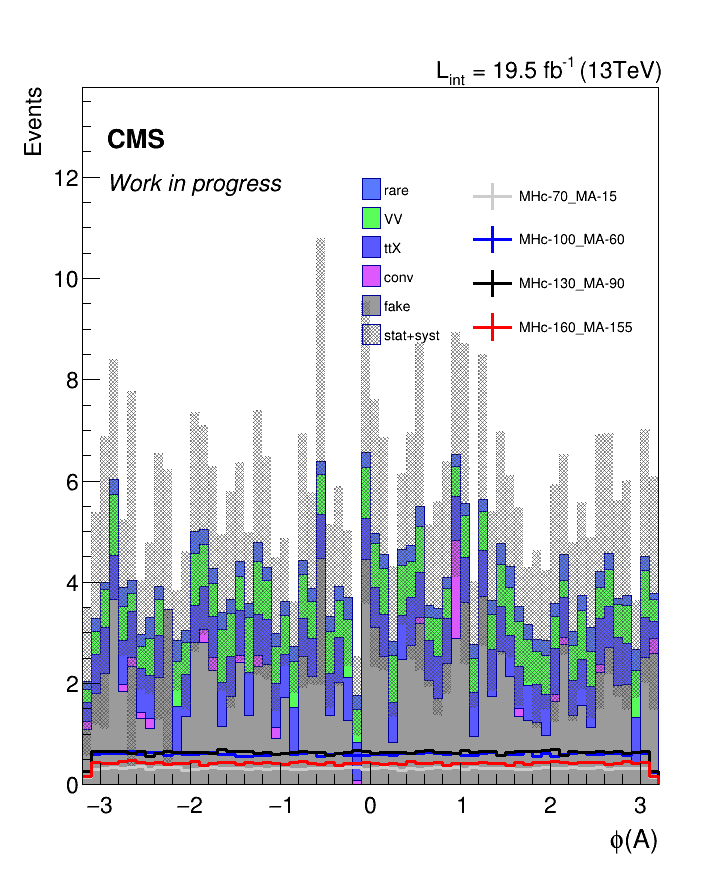 L_int = 19.5 fb^-1 (13TeV)
Events
CMS
Work in progress
rare
VV
ttX
conv
fake
stat+syst
MHc-70_MA-15
MHc-100_MA-60
MHc-130_MA-90
MHc-160_MA-155
12
10
8
6
4
2
0
−3 −2 −1 0 1 2 3
ϕ(A)